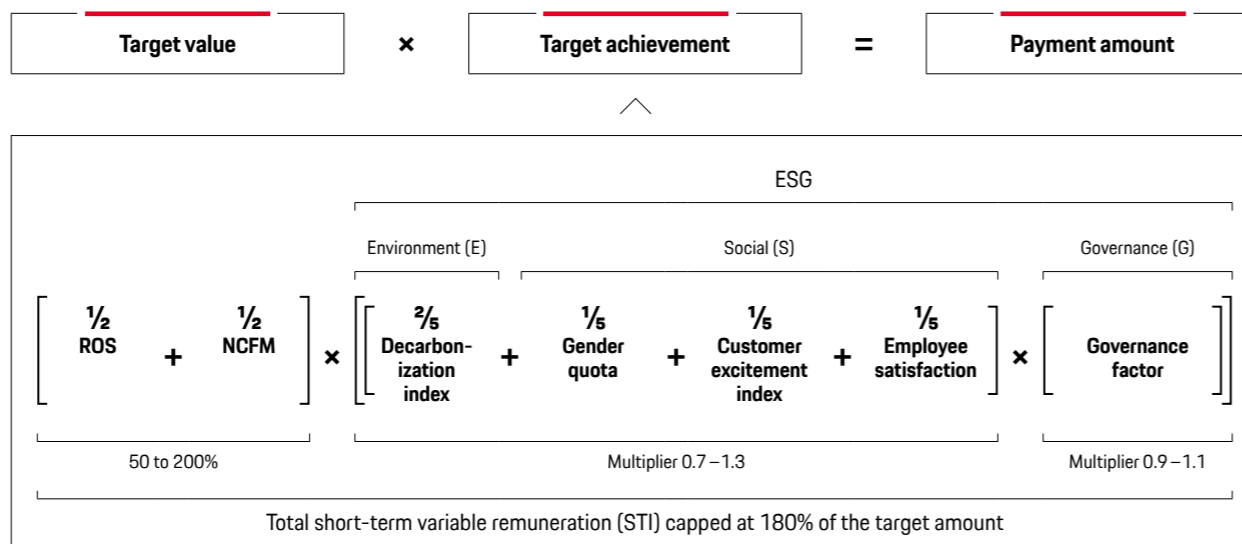 Target value × Target achievement = Payment amount
ESG
Environment (E) Social (S) Governance (G)
½ ½ ⅖ ⅕ ⅕ ⅕
ROS + NCFM × Decarbon- + Gender + Customer + Employee × Governance
ization quota excitement satisfaction factor
index index
50 to 200% Multiplier 0.7 – 1.3 Multiplier 0.9 – 1.1
Total short-term variable remuneration (STI) capped at 180% of the target amount